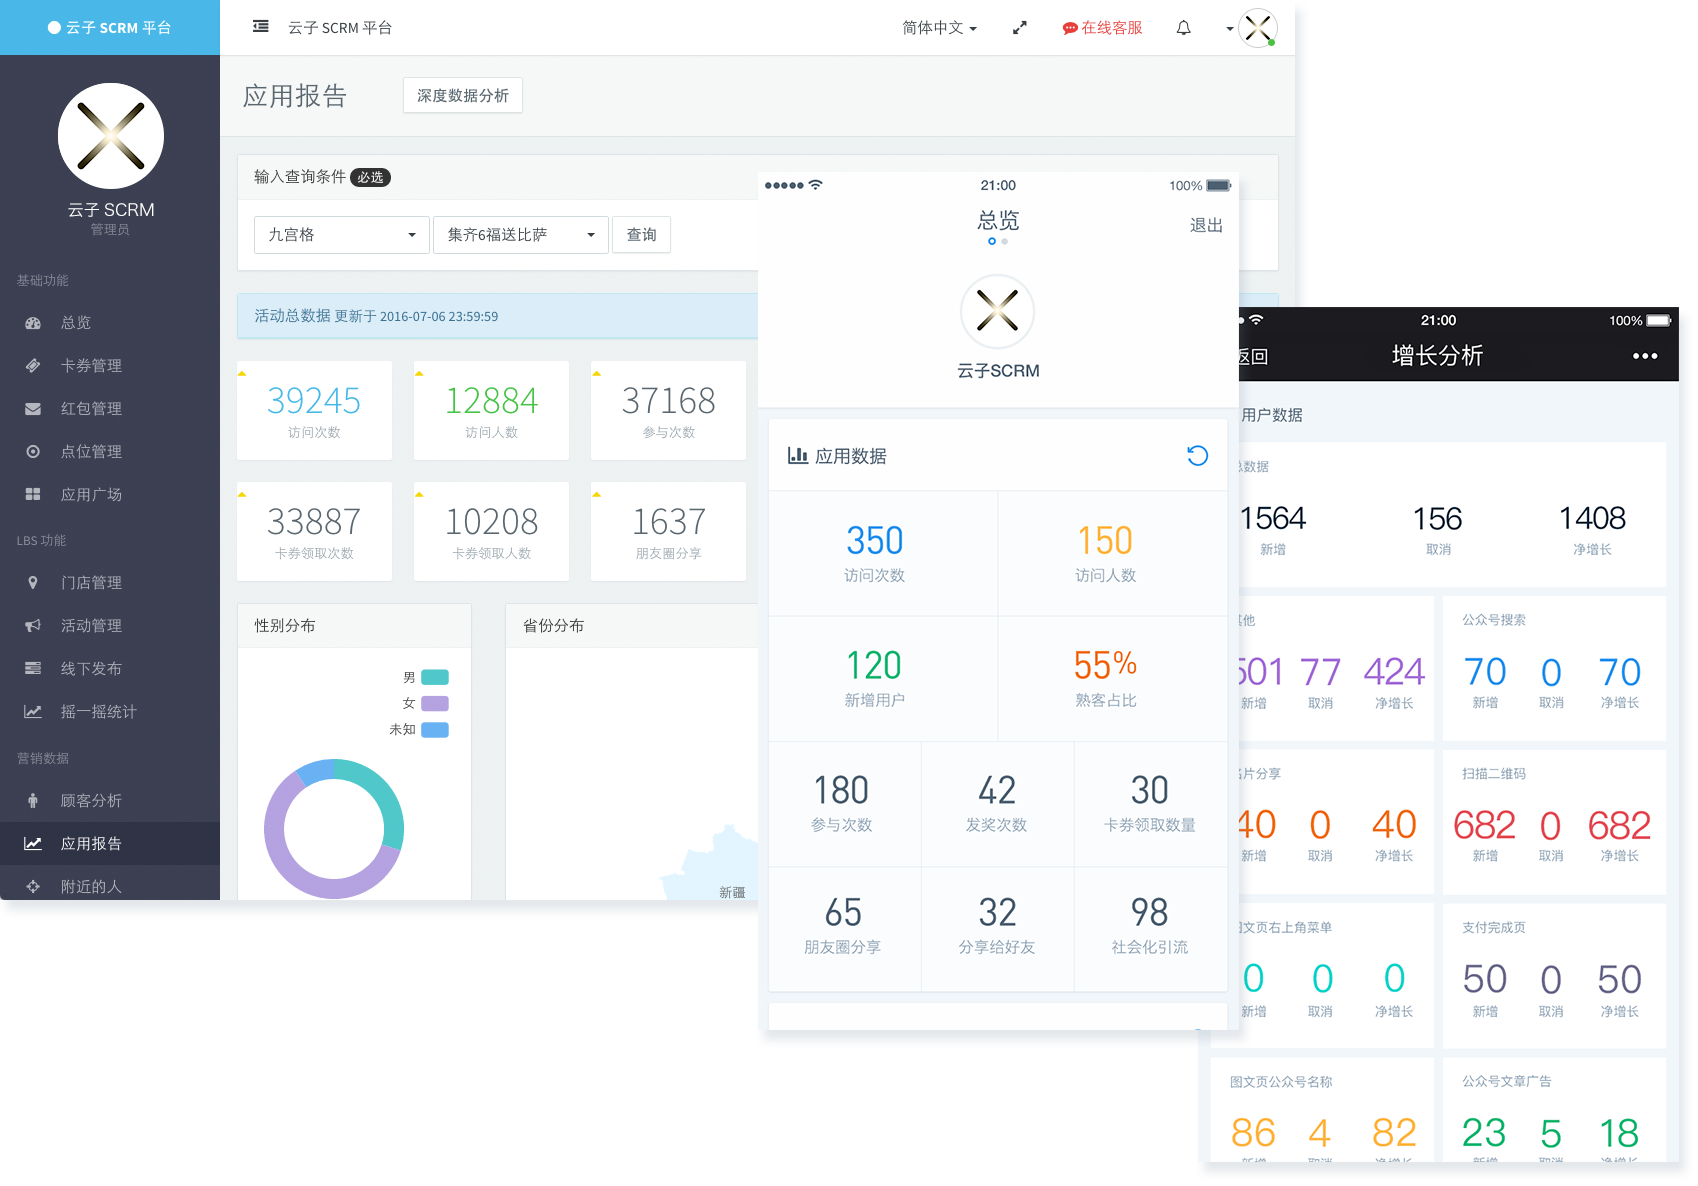 云子 SCRM 平台
云子 SCRM
管理员
基础功能
总览
卡券管理
红包管理
点位管理
应用广场
LBS 功能
门店管理
活动管理
线下发布
摇一摇统计
营销数据
顾客分析
应用报告
附近的人
云子 SCRM 平台
简体中文
在线客服
应用报告
深度数据分析
输入查询条件 必选
九宫格 集齐6福送比萨 查询
活动总数据 更新于 2016-07-06 23:59:59
39245 12884 37168
访问次数 访问人数 参与次数
33887 10208 1637
卡券领取次数 卡券领取人数 朋友圈分享
性别分布
男
女
未知
省份分布
新疆
21:00
100%
总览
退出
云子SCRM
应用数据
350 150
访问次数 访问人数
120 55%
新增用户 熟客占比
180 42 30
参与次数 发奖次数 卡券领取数量
65 32 98
朋友圈分享 分享给好友 社会化引流
21:00
100%
返回 增长分析
用户数据
总数据
1564 156 1408
新增 取消 净增长
其他
501 77 424
新增 取消 净增长
公众号搜索
70 0 70
新增 取消 净增长
名片分享
40 0 40
新增 取消 净增长
扫描二维码
682 0 682
新增 取消 净增长
图文页右上角菜单
0 0 0
新增 取消 净增长
支付完成页
50 0 50
新增 取消 净增长
图文页公众号名称
86 4 82
新增 取消 净增长
公众号文章广告
23 5 18
新增 取消 净增长